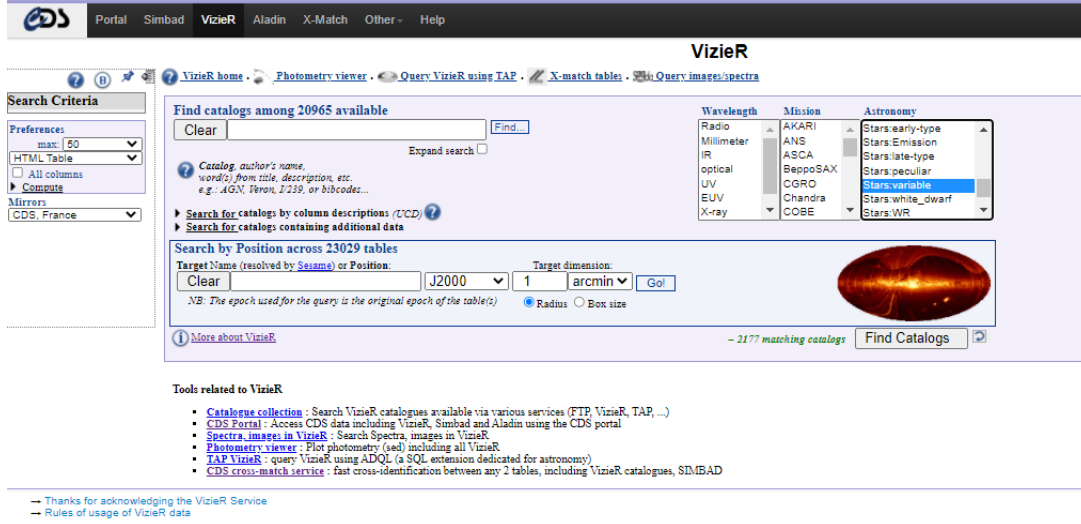 CDS Portal Simbad VizieR Aladin X-Match Other Help
VizieR
VizieR home . Photometry viewer . Query VizieR using TAP . X-match tables . Query images/spectra
Search Criteria
Preferences
max: 50
HTML Table
All columns
Compute
Mirrors
CDS, France
Find catalogs among 20965 available
Clear Find...
Expand search
Catalog, author's name,
word(s) from title, description, etc.
e.g.: AGN, Veron, I/239, or bibcodes...
Search for catalogs by column descriptions (UCD)
Search for catalogs containing additional data
Wavelength
Radio
Millimeter
IR
optical
UV
EUV
X-ray
Mission
AKARI
ANS
ASCA
BeppoSAX
CGRO
Chandra
COBE
Astronomy
Stars:early-type
Stars:Emission
Stars:late-type
Stars:peculiar
Stars:variable
Stars:white_dwarf
Stars:WR
Search by Position across 23029 tables
Target Name (resolved by Sesame) or Position: Target dimension:
Clear J2000 1 arcmin Go!
NB: The epoch used for the query is the original epoch of the table(s) Radius Box size
More about VizieR ~ 2177 matching catalogs Find Catalogs
Tools related to VizieR
Catalogue collection : Search VizieR catalogues available via various services (FTP, VizieR, TAP, ...)
CDS Portal : Access CDS data including VizieR, Simbad and Aladin using the CDS portal
Spectra, images in VizieR : Search Spectra, images in VizieR
Photometry viewer : Plot photometry (sed) including all VizieR
TAP VizieR : query VizieR using ADQL (a SQL extension dedicated for astronomy)
CDS cross-match service : fast cross-identification between any 2 tables, including VizieR catalogues, SIMBAD
→ Thanks for acknowledging the VizieR Service
→ Rules of usage of VizieR data